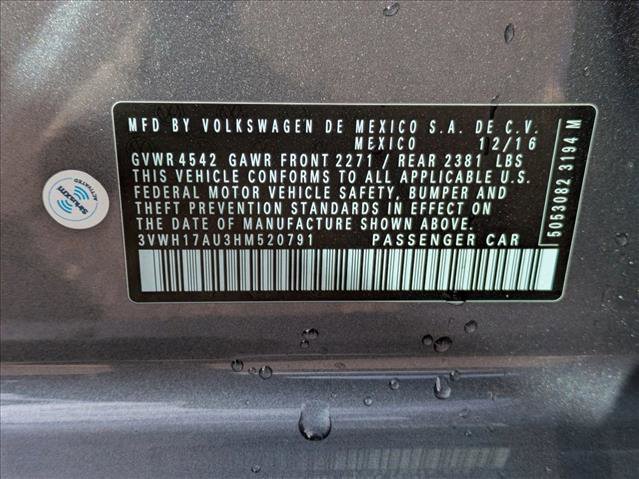 MFD BY VOLKSWAGEN DE MEXICO S.A. DE C.V.
MEXICO 12/16
GVWR 4542 GAWR FRONT 2271 / REAR 2381 LBS
THIS VEHICLE CONFORMS TO ALL APPLICABLE U.S.
FEDERAL MOTOR VEHICLE SAFETY, BUMPER AND
THEFT PREVENTION STANDARDS IN EFFECT ON
THE DATE OF MANUFACTURE SHOWN ABOVE.
3VWH17AU3HM520791 PASSENGER CAR
5053082 3194 M
((SiriusXM))
ACTIVATED